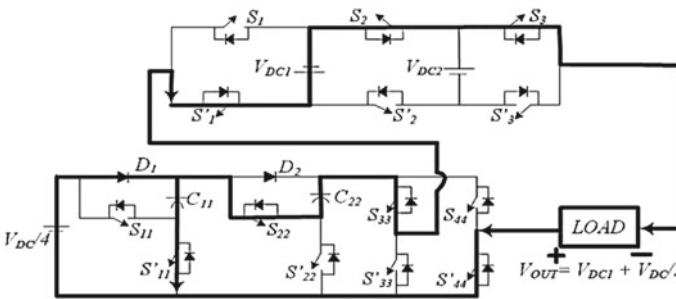 S1 S2 S3
VDC1 VDC2
S'1 S'2 S'3
D1 D2
C11 C22
S11 S22 S33 S44
VDC/4
S'11 S'22 S'33 S'44
LOAD
+ −
VOUT= VDC1 + VDC/